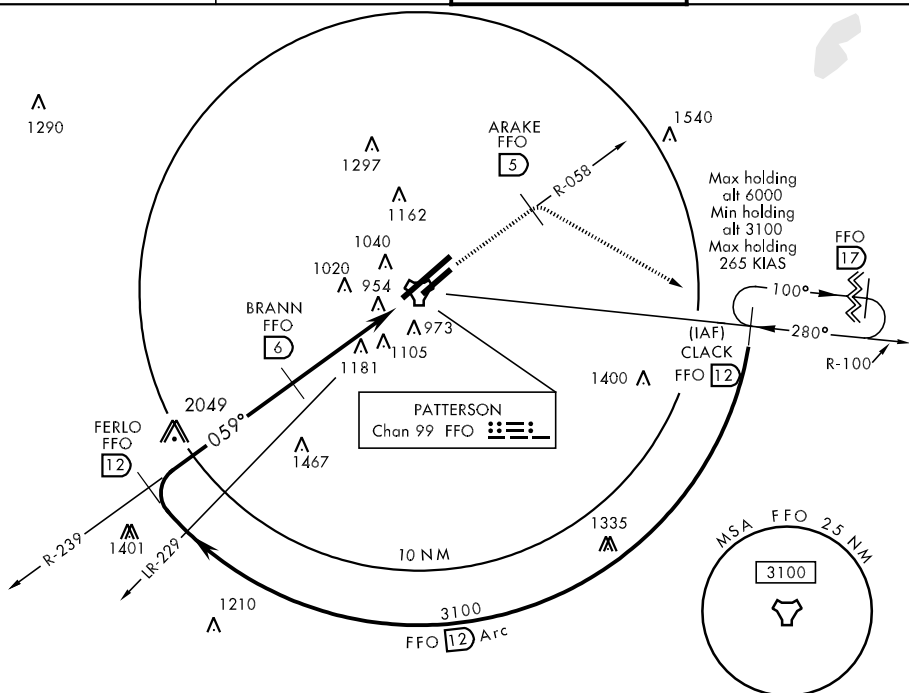 1290
1297
1162
1040
1020
954
ARAKE
FFO
5
R-058
1540
Max holding
alt 6000
Min holding
alt 3100
Max holding
265 KIAS
FFO
17
100°
280°
R-100
(IAF)
CLACK
FFO 12
BRANN
FFO
6
973
1105
1181
1400
PATTERSON
Chan 99 FFO
2049
059°
FERLO
FFO
12
1467
R-239
1401
LR-229
1210
10 NM
1335
3100
FFO 12 Arc
MSA FFO 25 NM
3100